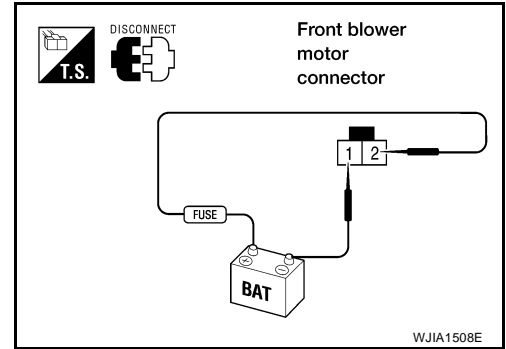 DISCONNECT
T.S.
Front blower
motor
connector
1 2
FUSE
+ −
BAT
WJIA1508E